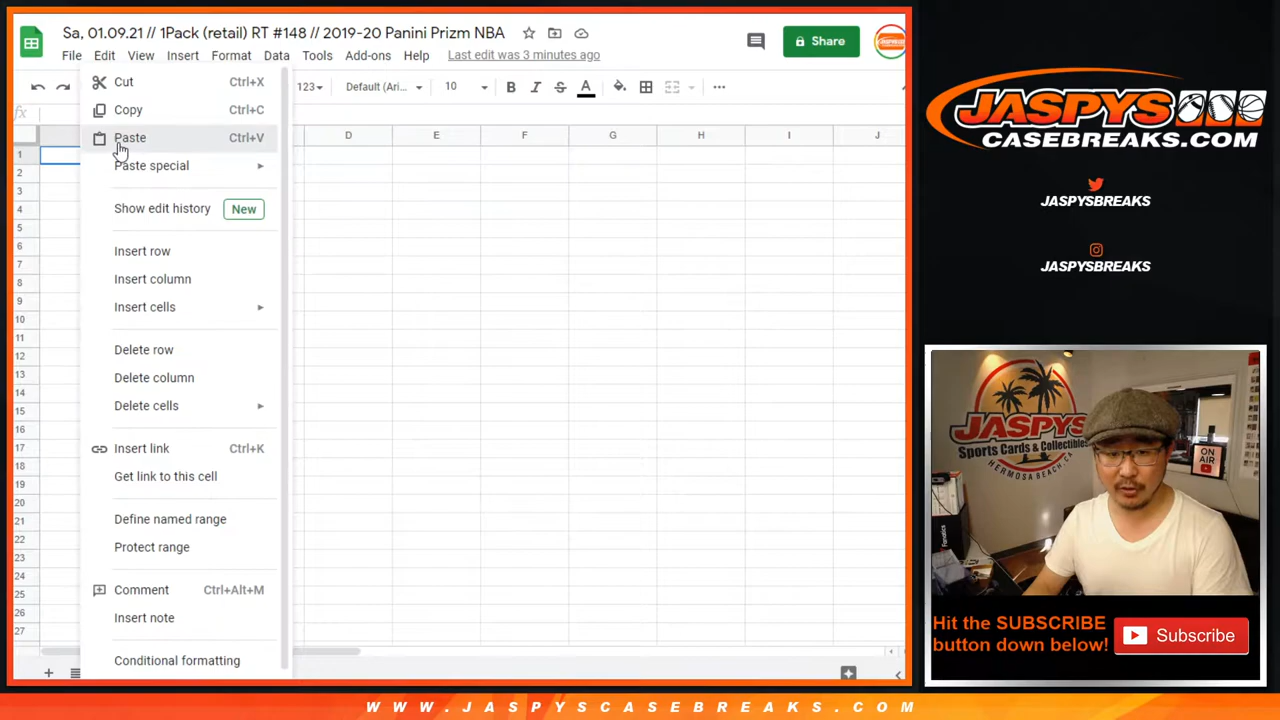 Sa, 01.09.21 // 1Pack (retail) RT #148 // 2019-20 Panini Prizm NBA
Share
File Edit View Insert Format Data Tools Add-ons Help Last edit was 3 minutes ago
123 Default (Ari... 10 B I S A
fx
Cut Ctrl+X
Copy Ctrl+C
Paste Ctrl+V
Paste special
Show edit history New
Insert row
Insert column
Insert cells
Delete row
Delete column
Delete cells
Insert link Ctrl+K
Get link to this cell
Define named range
Protect range
Comment Ctrl+Alt+M
Insert note
Conditional formatting
D E F G H I J
1
2
3
4
5
6
7
8
9
10
11
12
13
14
15
16
17
18
19
20
21
22
23
24
25
26
27
JASPYS
CASEBREAKS.COM
JASPYSBREAKS
JASPYSBREAKS
JASPYS
Sports Cards & Collectibles
HERMOSA BEACH, CA
ON AIR
Fanatics
Hit the SUBSCRIBE
button down below!
Subscribe
WWW.JASPYSCASEBREAKS.COM